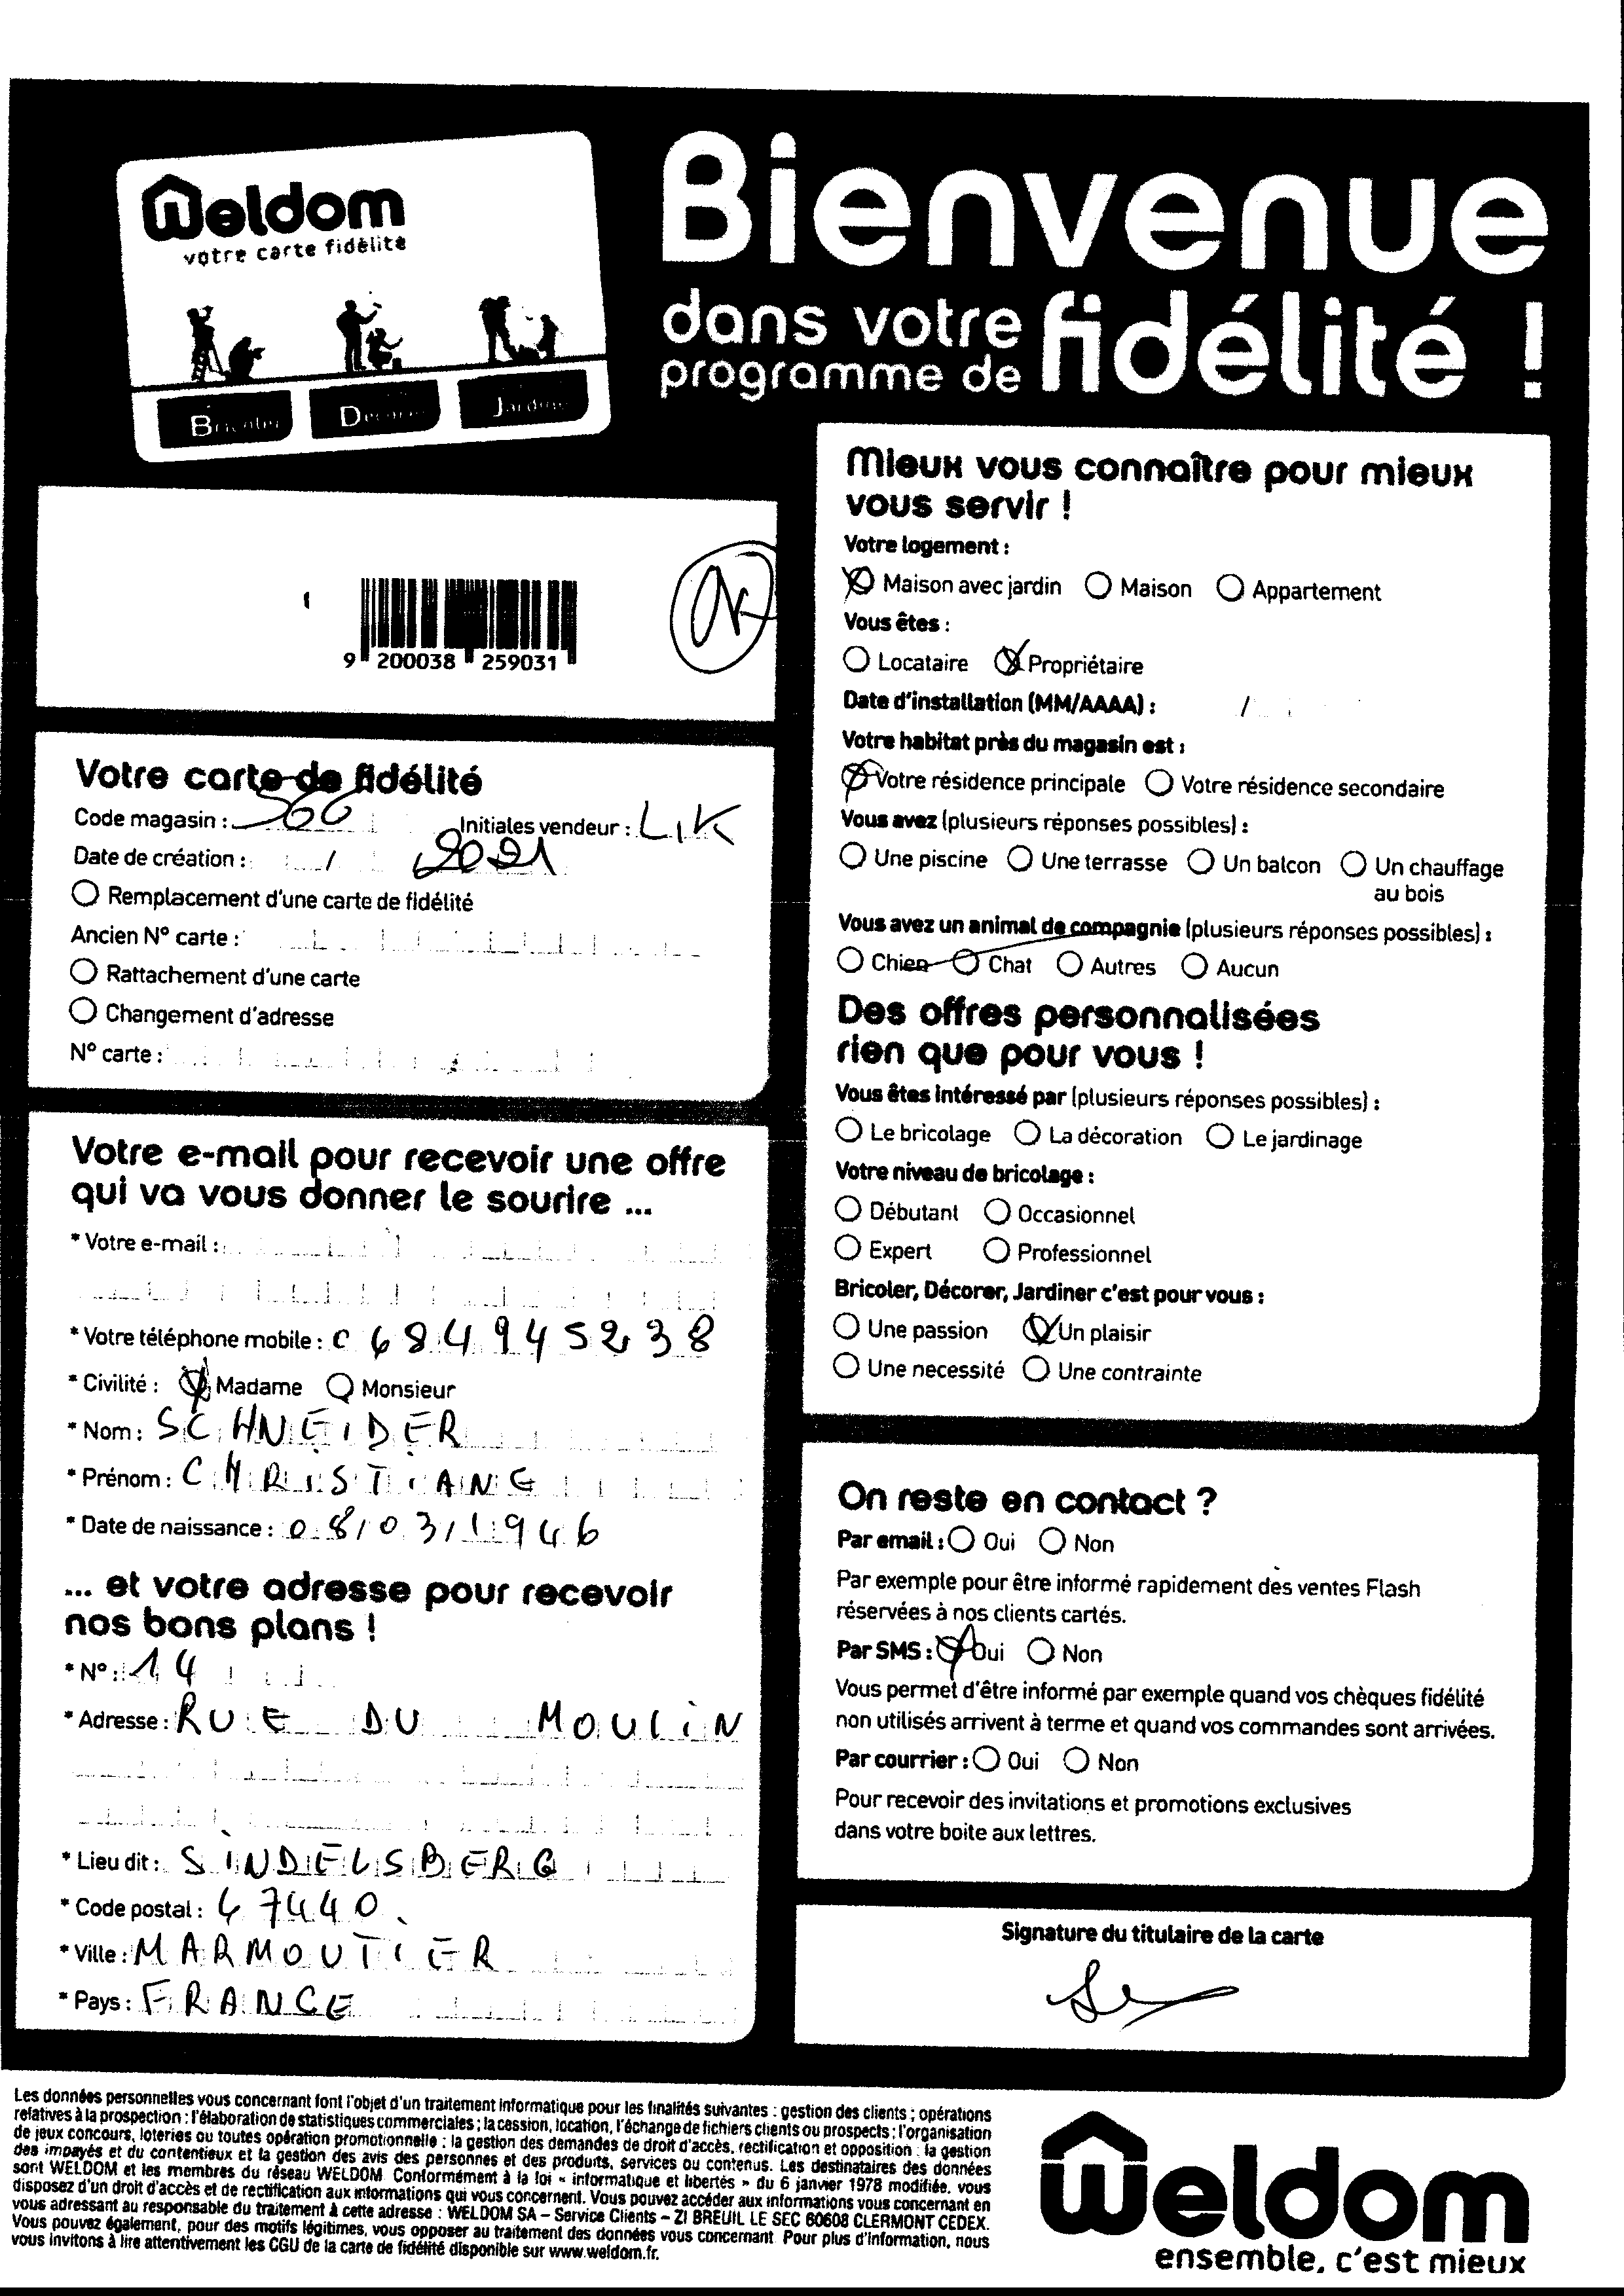 Weldom
votre carte fidélité
Bricoler Décorer Jardiner
Bienvenue
dans votre
programme de fidélité !
9 200038 259031
OK
Votre carte de fidélité
Code magasin : 566 Initiales vendeur : LIK
Date de création : / 2021
Remplacement d'une carte de fidélité
Ancien N° carte :
Rattachement d'une carte
Changement d'adresse
N° carte :
Votre e-mail pour recevoir une offre
qui va vous donner le sourire ...
* Votre e-mail :
* Votre téléphone mobile : 0684945238
* Civilité : Madame Monsieur
* Nom : SCHNEIDER
* Prénom : CHRISTIANE
* Date de naissance : 08/03/1946
... et votre adresse pour recevoir
nos bons plans !
* N° : 14
* Adresse : RUE DU MOULIN
* Lieu dit : SINDELSBERG
* Code postal : 67440
* Ville : MARMOUTIER
* Pays : FRANCE
Mieux vous connaître pour mieux
vous servir !
Votre logement :
Maison avec jardin Maison Appartement
Vous êtes :
Locataire Propriétaire
Date d'installation (MM/AAAA) : /
Votre habitat près du magasin est :
Votre résidence principale Votre résidence secondaire
Vous avez (plusieurs réponses possibles) :
Une piscine Une terrasse Un balcon Un chauffage
au bois
Vous avez un animal de compagnie (plusieurs réponses possibles) :
Chien Chat Autres Aucun
Des offres personnalisées
rien que pour vous !
Vous êtes intéressé par (plusieurs réponses possibles) :
Le bricolage La décoration Le jardinage
Votre niveau de bricolage :
Débutant Occasionnel
Expert Professionnel
Bricoler, Décorer, Jardiner c'est pour vous :
Une passion Un plaisir
Une necessité Une contrainte
On reste en contact ?
Par email : Oui Non
Par exemple pour être informé rapidement des ventes Flash
réservées à nos clients cartés.
Par SMS : Oui Non
Vous permet d'être informé par exemple quand vos chèques fidélité
non utilisés arrivent à terme et quand vos commandes sont arrivées.
Par courrier : Oui Non
Pour recevoir des invitations et promotions exclusives
dans votre boite aux lettres.
Signature du titulaire de la carte
Les données personnelles vous concernant font l'objet d'un traitement informatique pour les finalités suivantes : gestion des clients ; opérations
relatives à la prospection ; l'élaboration de statistiques commerciales ; la cession, location, l'échange de fichiers clients ou prospects ; l'organisation
de jeux concours, loteries ou toutes opération promotionnelle ; la gestion des demandes de droit d'accès, rectification et opposition ; la gestion
des impayés et du contentieux et la gestion des avis des personnes et des produits, services ou contenus. Les destinataires des données
sont WELDOM et les membres du réseau WELDOM. Conformément à la loi « informatique et libertés » du 6 janvier 1978 modifiée, vous
disposez d'un droit d'accès et de rectification aux informations qui vous concernent. Vous pouvez accéder aux informations vous concernant en
vous adressant au responsable du traitement à cette adresse : WELDOM SA – Service Clients – ZI BREUIL LE SEC 60608 CLERMONT CEDEX.
Vous pouvez également, pour des motifs légitimes, vous opposer au traitement des données vous concernant. Pour plus d'information, nous
vous invitons à lire attentivement les CGU de la carte de fidélité disponible sur www.weldom.fr.
Weldom
ensemble, c'est mieux